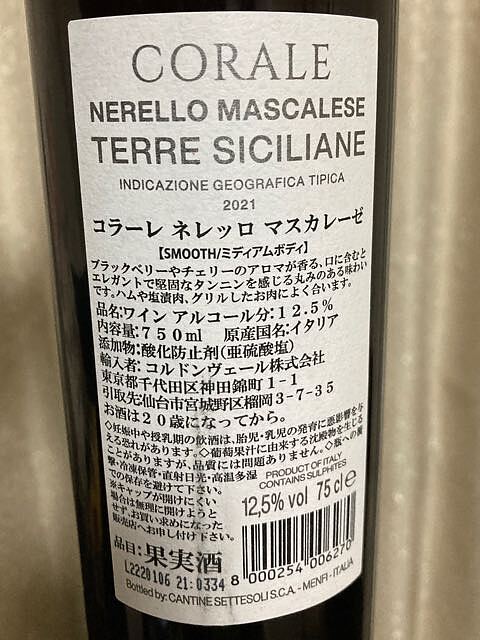 CORALE
NERELLO MASCALESE
TERRE SICILIANE
INDICAZIONE GEOGRAFICA TIPICA
2021
コラーレ ネレッロ マスカレーゼ
【SMOOTH/ミディアムボディ】
ブラックベリーやチェリーのアロマが香る、口に含むと
エレガントで堅固なタンニンを感じる丸みのある味わい
です。ハムや塩漬肉、グリルしたお肉によく合います。
品名:ワイン アルコール分:12.5%
内容量:750ml 原産国名:イタリア
添加物:酸化防止剤(亜硫酸塩)
輸入者:コルドンヴェール株式会社
東京都千代田区神田錦町1-1
引取先仙台市宮城野区榴岡3-7-35
お酒は20歳になってから。
◇妊娠中や授乳期の飲酒は、胎児・乳児の発育に悪影響を与
える恐れがあります。◇葡萄果汁に由来する沈殿物を生じる
ことがありますが、品質には問題ありません。◇瓶への衝
撃・冷凍保管・直射日光・高温多湿
での保存を避けて下さい。
※キャップが開けにくい
場合は無理に開けようと
せず、お買い求めになった
販売店へお申し付け下さい。
PRODUCT OF ITALY
CONTAINS SULPHITES
12,5% vol 75 cl e
品目:果実酒
L2220106 21:0334
8 000254 006270
Bottled by: CANTINE SETTESOLI S.C.A. - MENFI - ITALIA